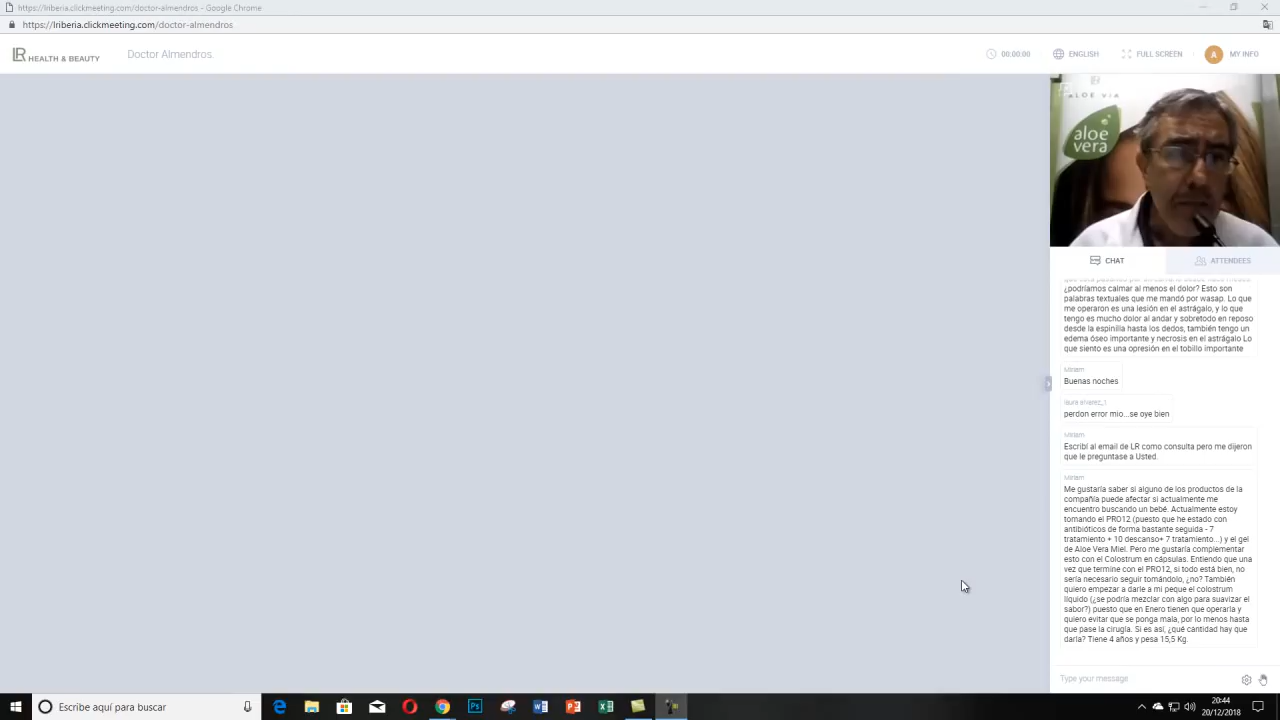 https://lriberia.clickmeeting.com/doctor-almendros - Google Chrome
https://lriberia.clickmeeting.com/doctor-almendros
LR HEALTH & BEAUTY
Doctor Almendros
00:00:00
ENGLISH
FULL SCREEN
A
MY INFO
ALOE VIA
aloe
vera
CHAT
ATTENDEES
¿podríamos calmar al menos el dolor? Esto son
palabras textuales que me mandó por wasap. Lo que
me operaron es una lesión en el astrágalo, y lo que
tengo es mucho dolor al andar y sobretodo en reposo
desde la espinilla hasta los dedos, también tengo un
edema óseo importante y necrosis en el astrágalo Lo
que siento es una opresión en el tobillo importante
Miriam
Buenas noches
laura alvarez_1
perdon error mio...se oye bien
Miriam
Escribí al email de LR como consulta pero me dijeron
que le preguntase a Usted.
Miriam
Me gustaría saber si alguno de los productos de la
compañía puede afectar si actualmente me
encuentro buscando un bebé. Actualmente estoy
tomando el PRO12 (puesto que he estado con
antibióticos de forma bastante seguida - 7
tratamiento + 10 descanso+ 7 tratamiento...) y el gel
de Aloe Vera Miel. Pero me gustaría complementar
esto con el Colostrum en cápsulas. Entiendo que una
vez que termine con el PRO12, si todo está bien, no
sería necesario seguir tomándolo, ¿no? También
quiero empezar a darle a mi peque el colostrum
líquido (¿se podría mezclar con algo para suavizar el
sabor?) puesto que en Enero tienen que operarla y
quiero evitar que se ponga mala, por lo menos hasta
que pase la cirugía. Si es así, ¿qué cantidad hay que
darla? Tiene 4 años y pesa 15,5 Kg.
Type your message
Escribe aquí para buscar
20:44
20/12/2018